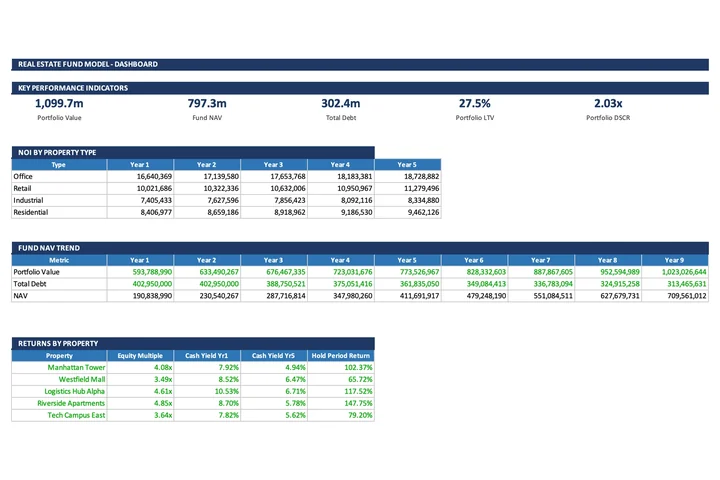 REAL ESTATE FUND MODEL - DASHBOARD
KEY PERFORMANCE INDICATORS
1,099.7m 797.3m 302.4m 27.5% 2.03x
Portfolio Value Fund NAV Total Debt Portfolio LTV Portfolio DSCR
NOI BY PROPERTY TYPE
Type Year 1 Year 2 Year 3 Year 4 Year 5
Office 16,640,369 17,139,580 17,653,768 18,183,381 18,728,882
Retail 10,021,686 10,322,336 10,632,006 10,950,967 11,279,496
Industrial 7,405,433 7,627,596 7,856,423 8,092,116 8,334,880
Residential 8,406,977 8,659,186 8,918,962 9,186,530 9,462,126
FUND NAV TREND
Metric Year 1 Year 2 Year 3 Year 4 Year 5 Year 6 Year 7 Year 8 Year 9
Portfolio Value 593,788,990 633,490,267 676,467,335 723,031,676 773,526,967 828,332,603 887,867,605 952,594,989 1,023,026,644
Total Debt 402,950,000 402,950,000 388,750,521 375,051,416 361,835,050 349,084,413 336,783,094 324,915,258 313,465,631
NAV 190,838,990 230,540,267 287,716,814 347,980,260 411,691,917 479,248,190 551,084,511 627,679,731 709,561,012
RETURNS BY PROPERTY
Property Equity Multiple Cash Yield Yr1 Cash Yield Yr5 Hold Period Return
Manhattan Tower 4.08x 7.92% 4.94% 102.37%
Westfield Mall 3.49x 8.52% 6.47% 65.72%
Logistics Hub Alpha 4.61x 10.53% 6.71% 117.52%
Riverside Apartments 4.85x 8.70% 5.78% 147.75%
Tech Campus East 3.64x 7.82% 5.62% 79.20%